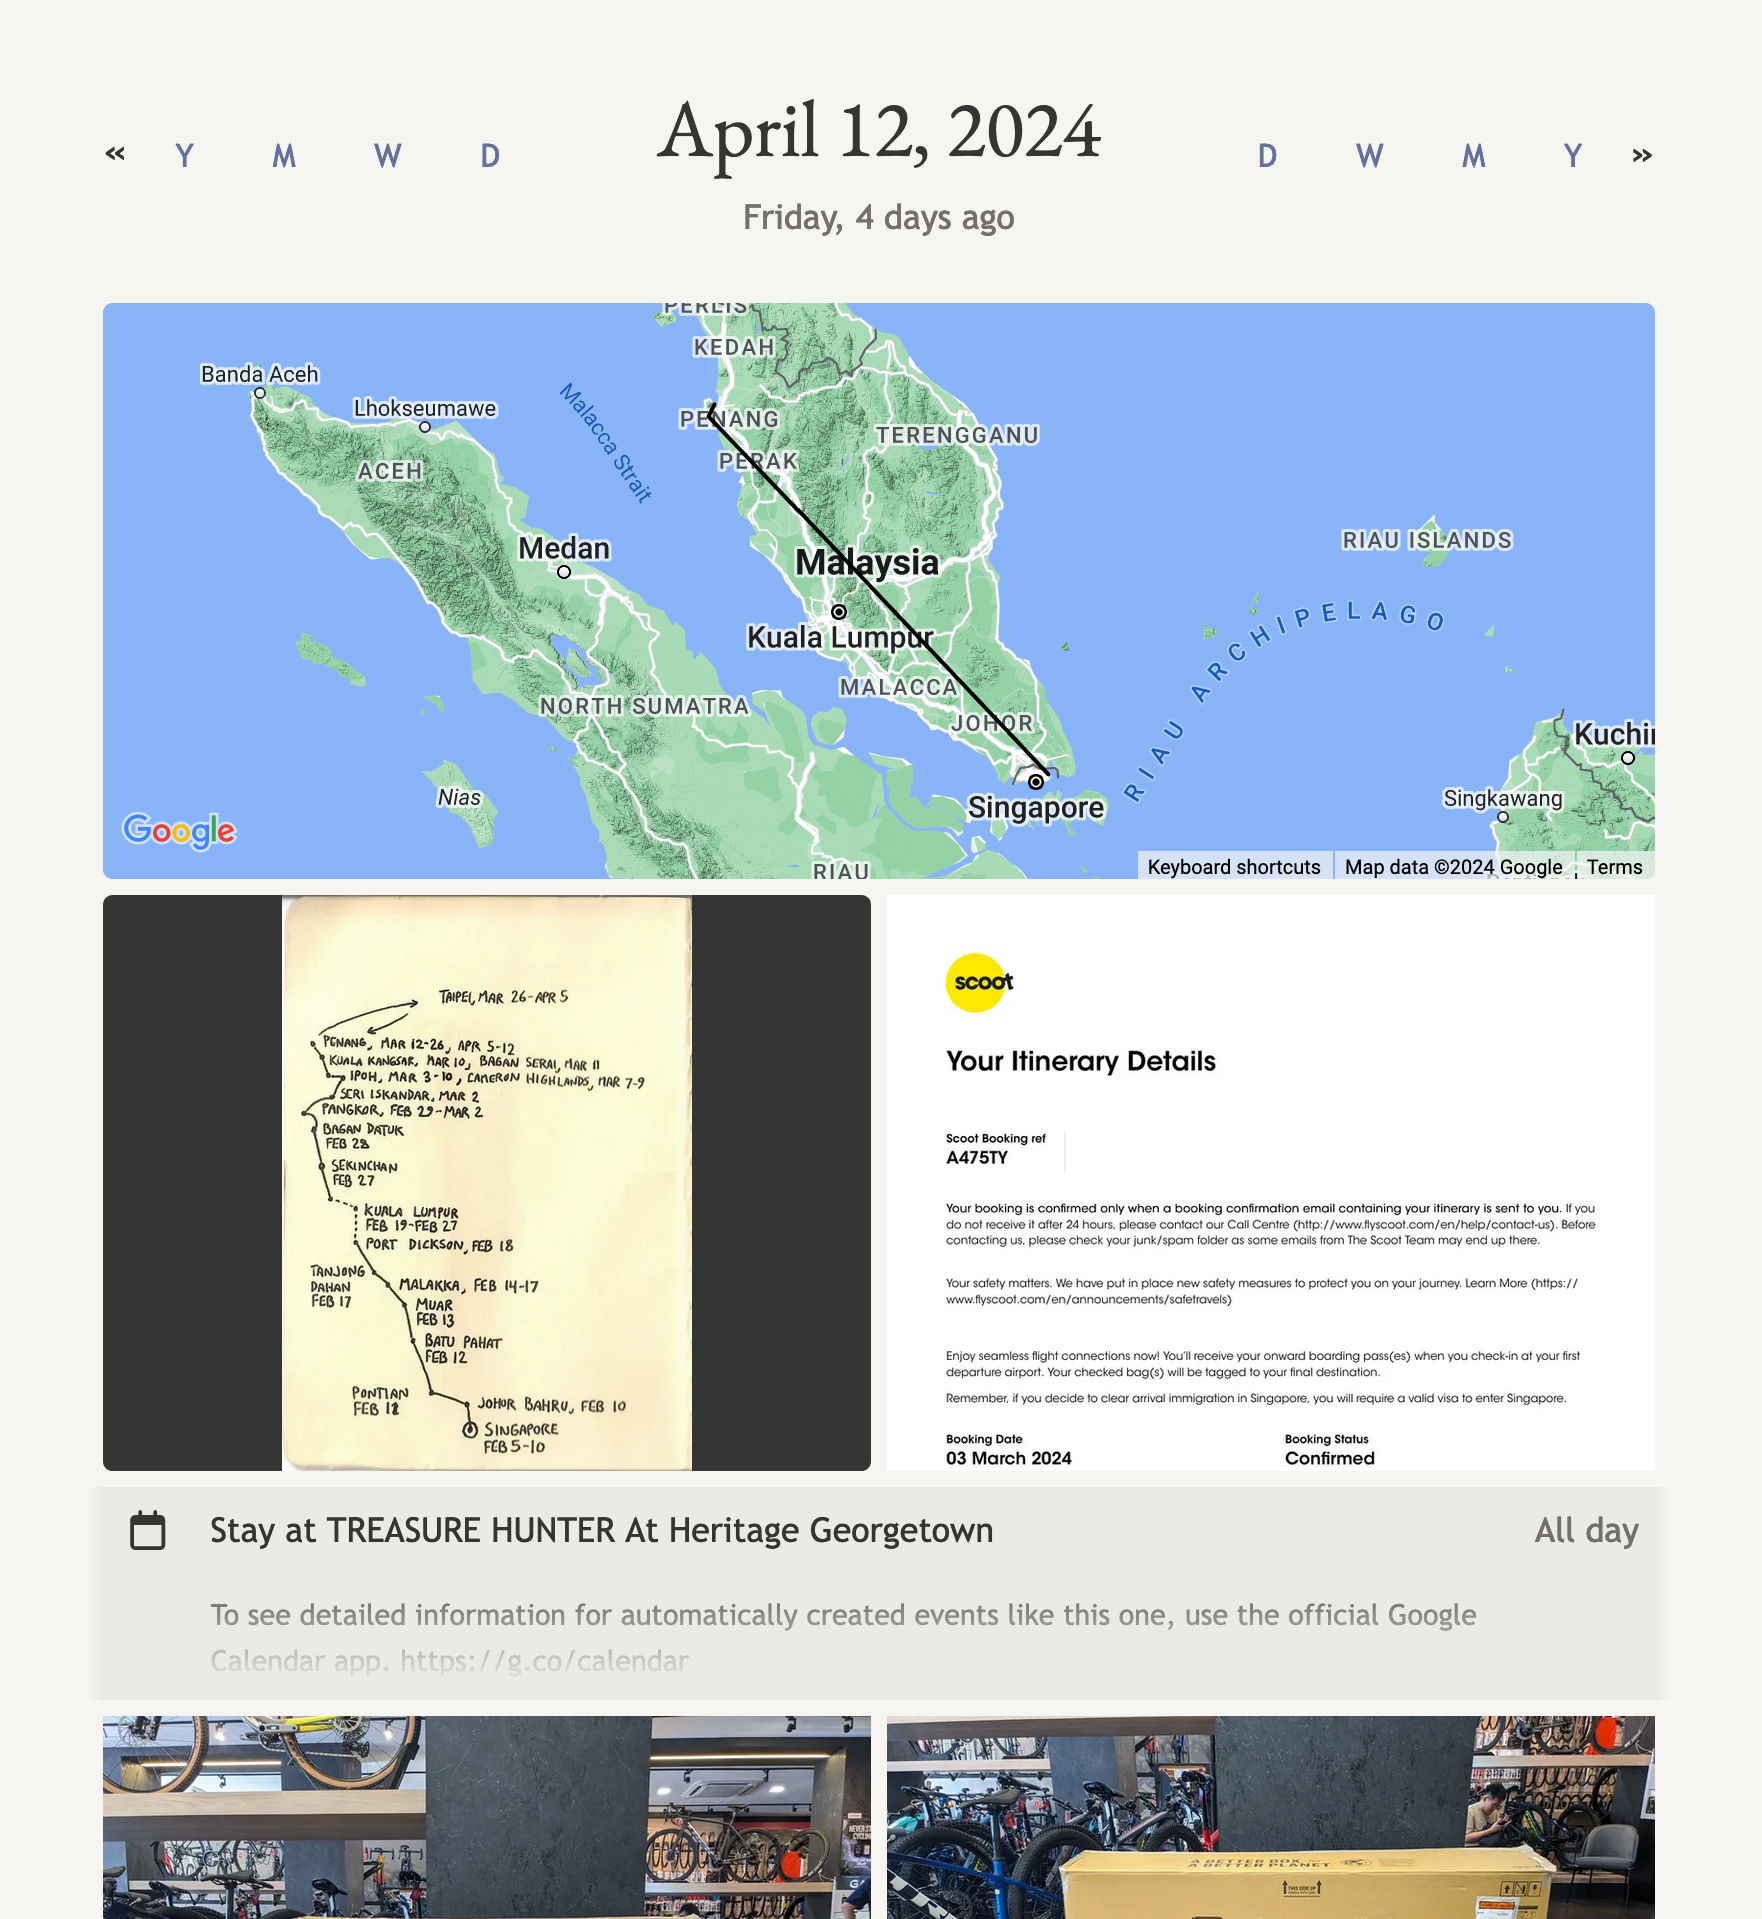 «
Y
M
W
D
April 12, 2024
D
W
M
Y
»
Friday, 4 days ago
PERLIS
KEDAH
Banda Aceh
Lhokseumawe
Malacca Strait
PENANG
TERENGGANU
PERAK
ACEH
Medan
Malaysia
RIAU ISLANDS
Kuala Lumpur
RIAU ARCHIPELAGO
MALACCA
NORTH SUMATRA
JOHOR
Kuchin
Nias
Singapore
Singkawang
Google
RIAU
Keyboard shortcuts
Map data ©2024 Google
Terms
TAIPEI, MAR 26-APR 5
PENANG, MAR 12-26, APR 5-12
KUALA KANGSAR, MAR 10, BAGAN SERAI, MAR 11
IPOH, MAR 3-10, CAMERON HIGHLANDS, MAR 7-9
SERI ISKANDAR, MAR 2
PANGKOR, FEB 29-MAR 2
BAGAN DATUK
FEB 28
SEKINCHAN
FEB 27
KUALA LUMPUR
FEB 19-FEB 27
PORT DICKSON, FEB 18
TANJONG
DAHAN
FEB 17
MALAKKA, FEB 14-17
MUAR
FEB 13
BATU PAHAT
FEB 12
PONTIAN
FEB
JOHOR BAHRU, FEB 10
SINGAPORE
FEB 5-10
scoot
Your Itinerary Details
Scoot Booking ref
A475TY
Your booking is confirmed only when a booking confirmation email containing your itinerary is sent to you. If you
do not receive it after 24 hours, please contact our Call Centre (http://www.flyscoot.com/en/help/contact-us). Before
contacting us, please check your junk/spam folder as some emails from The Scoot Team may end up there.
Your safety matters. We have put in place new safety measures to protect you on your journey. Learn More (https://
www.flyscoot.com/en/announcements/safetravels)
Enjoy seamless flight connections now! You'll receive your onward boarding pass(es) when you check-in at your first
departure airport. Your checked bag(s) will be tagged to your final destination.
Remember, if you decide to clear arrival immigration in Singapore, you will require a valid visa to enter Singapore.
Booking Date
03 March 2024
Booking Status
Confirmed
Stay at TREASURE HUNTER At Heritage Georgetown
All day
To see detailed information for automatically created events like this one, use the official Google
Calendar app. https://g.co/calendar
A BETTER BOX
A BETTER PLANET
THIS SIDE UP